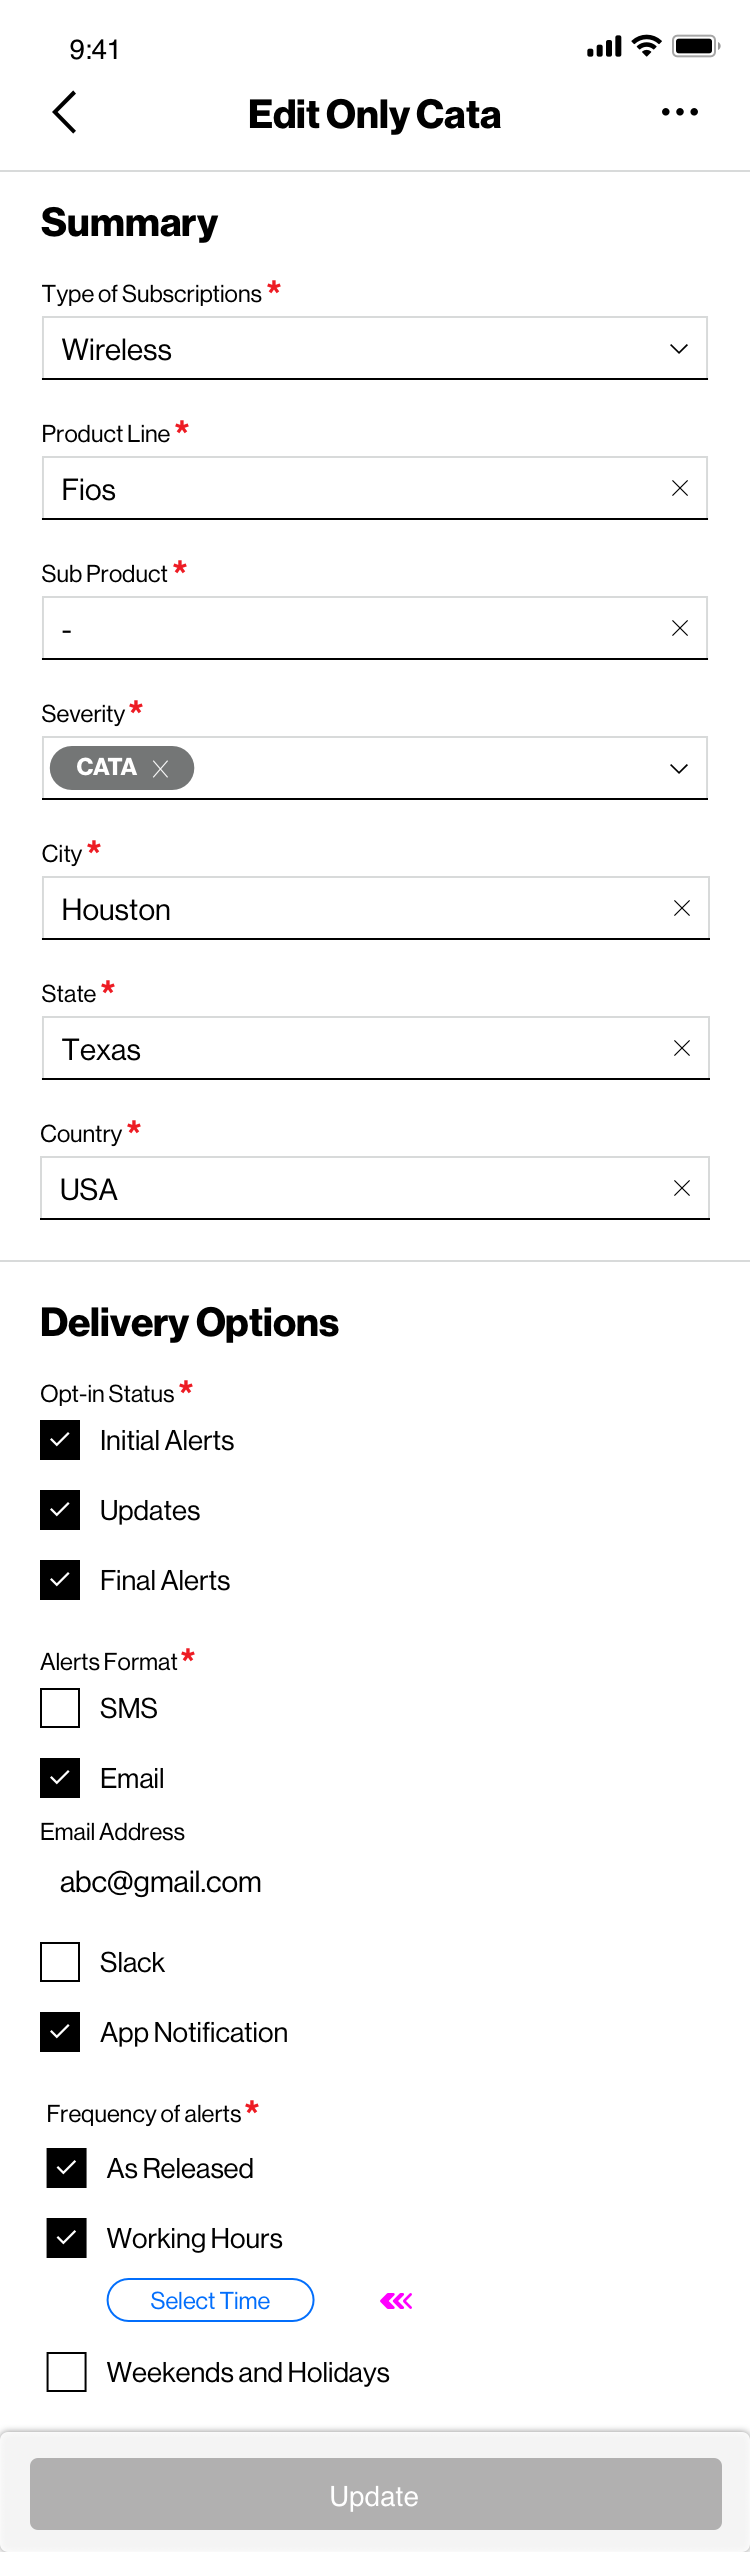 9:41
Edit Only Cata
Summary
Type of Subscriptions *
Wireless
Product Line *
Fios
Sub Product *
-
Severity *
CATA
City *
Houston
State *
Texas
Country *
USA
Delivery Options
Opt-in Status *
Initial Alerts
Updates
Final Alerts
Alerts Format *
SMS
Email
Email Address
abc@gmail.com
Slack
App Notification
Frequency of alerts *
As Released
Working Hours
Select Time
Weekends and Holidays
Update